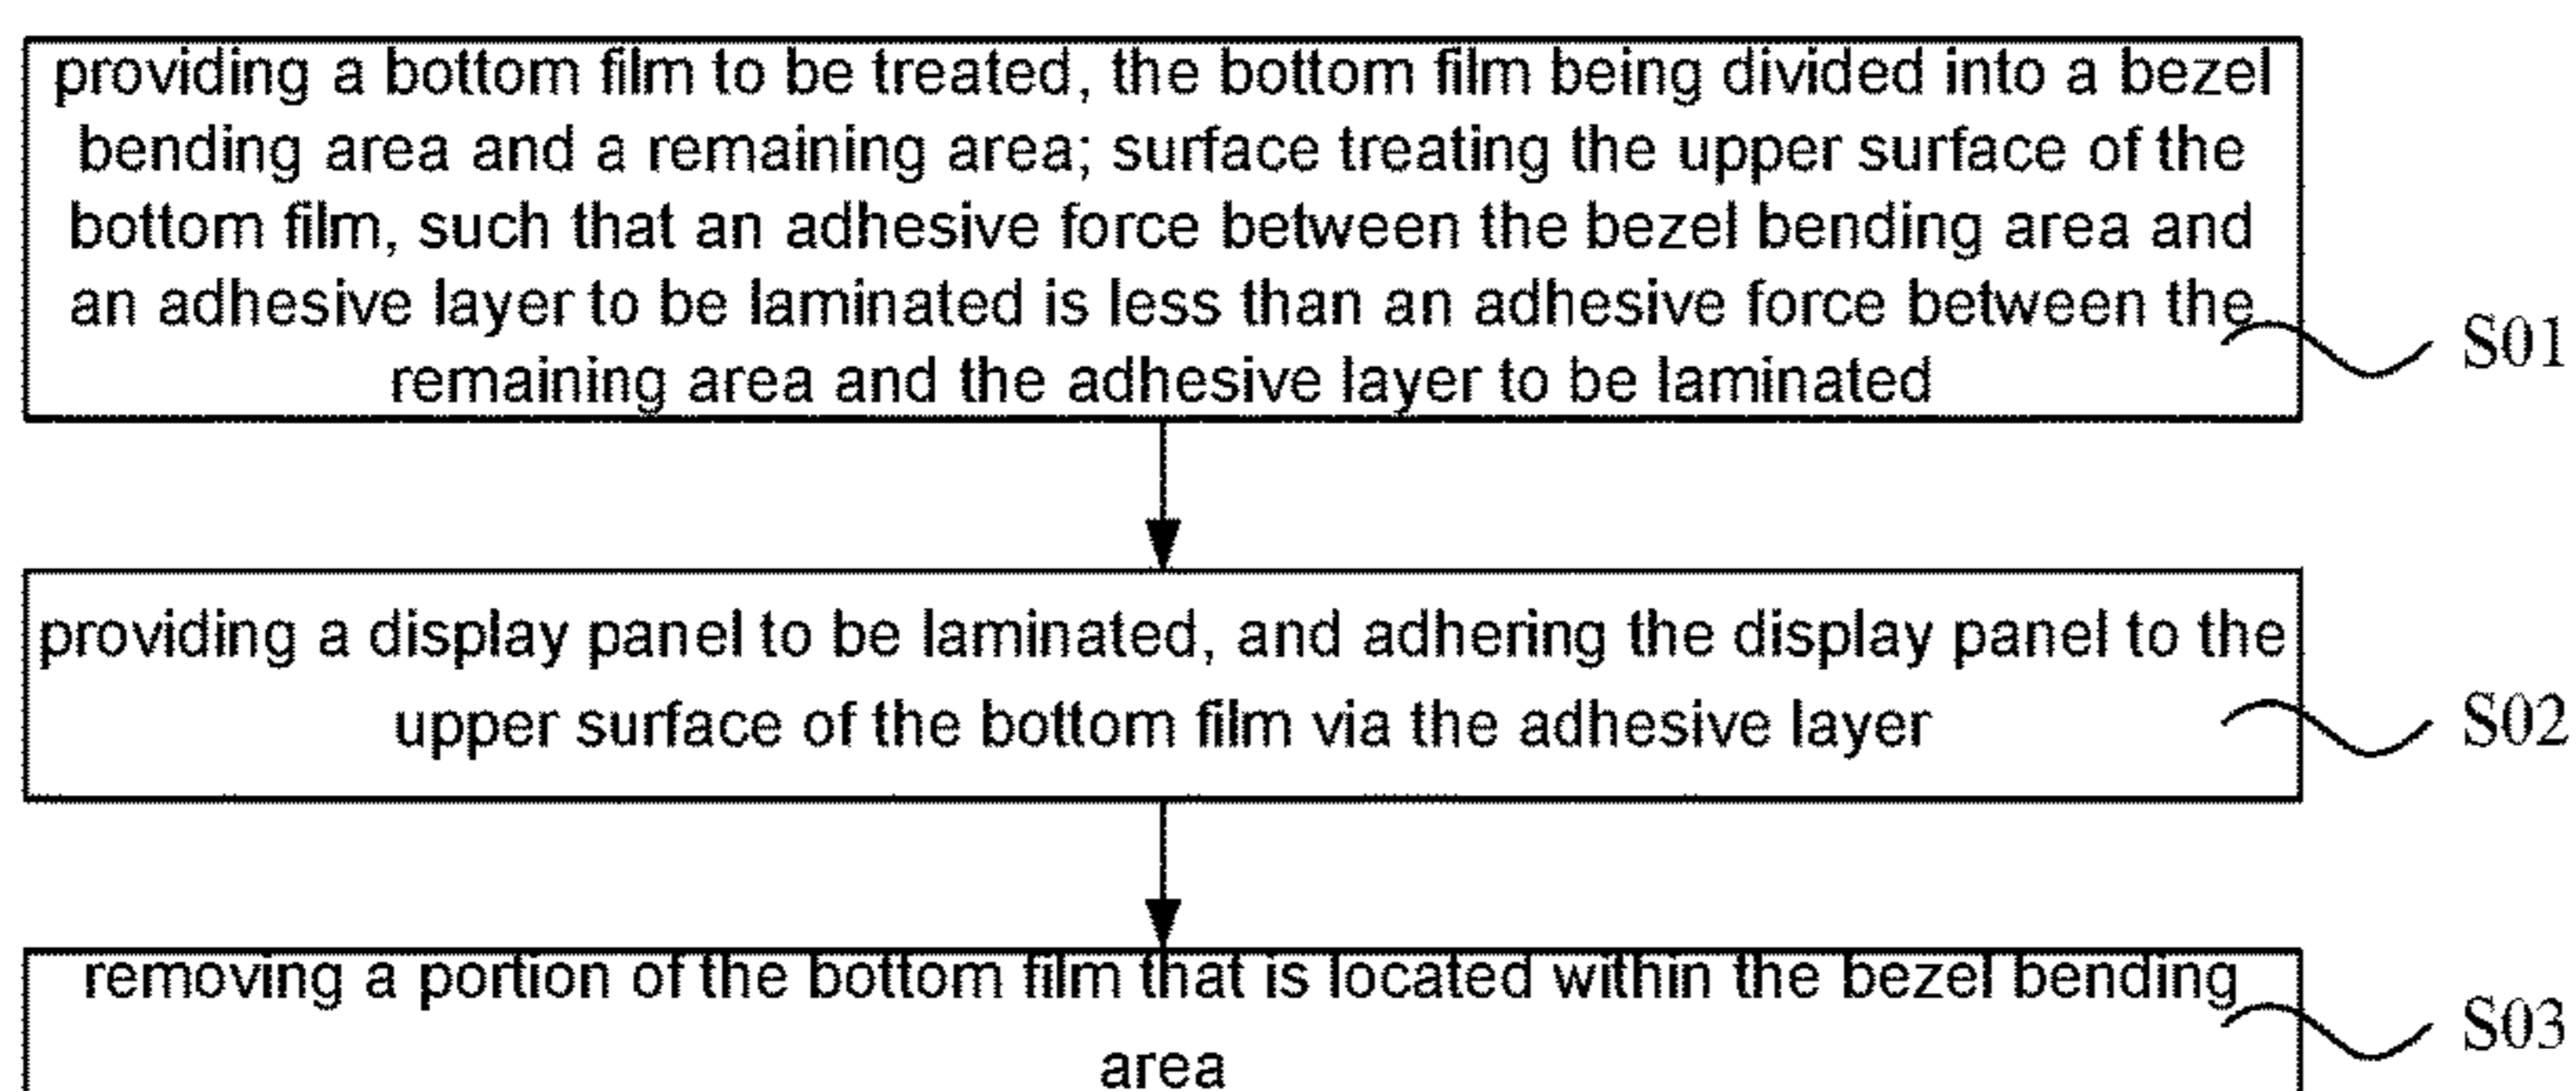 providing a bottom film to be treated, the bottom film being divided into a bezel
bending area and a remaining area; surface treating the upper surface of the
bottom film, such that an adhesive force between the bezel bending area and
an adhesive layer to be laminated is less than an adhesive force between the
remaining area and the adhesive layer to be laminated
S01
providing a display panel to be laminated, and adhering the display panel to the
upper surface of the bottom film via the adhesive layer
S02
removing a portion of the bottom film that is located within the bezel bending
area
S03